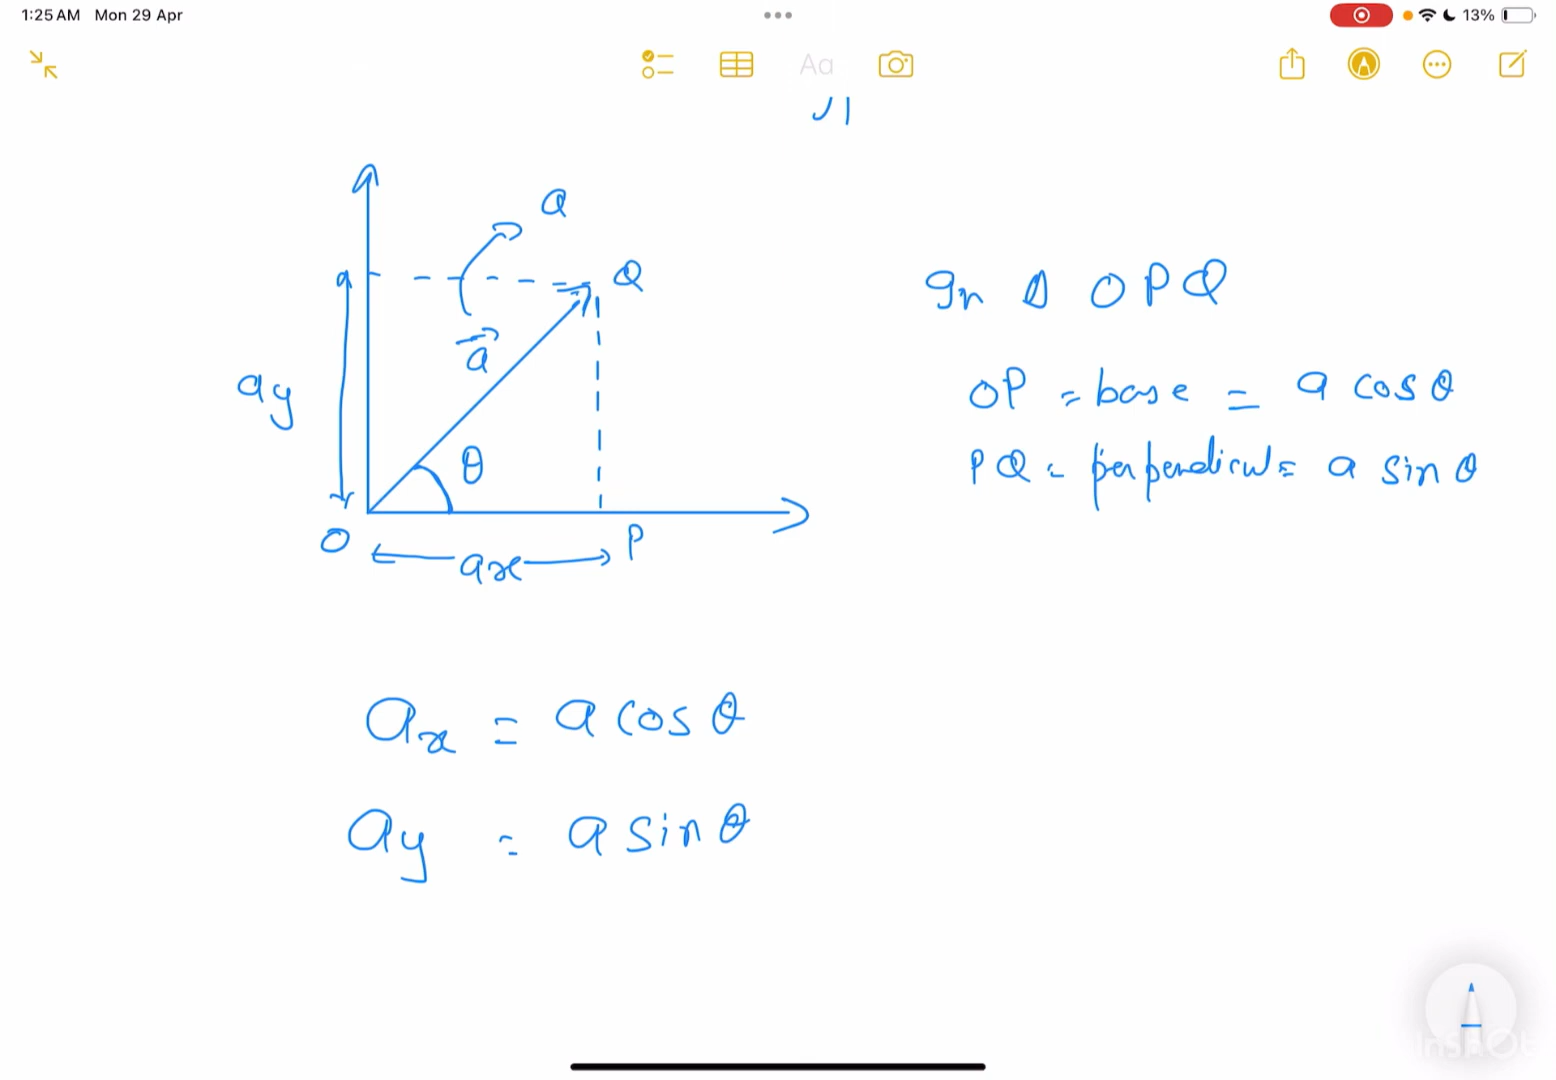 1:25 AM Mon 29 Apr
13%
Aa
a
Q
a
ay
θ
O
P
ax
In Δ OPQ
OP = base = a cos θ
PQ = perpendicul = a sin θ
ax = a cos θ
ay = a sin θ